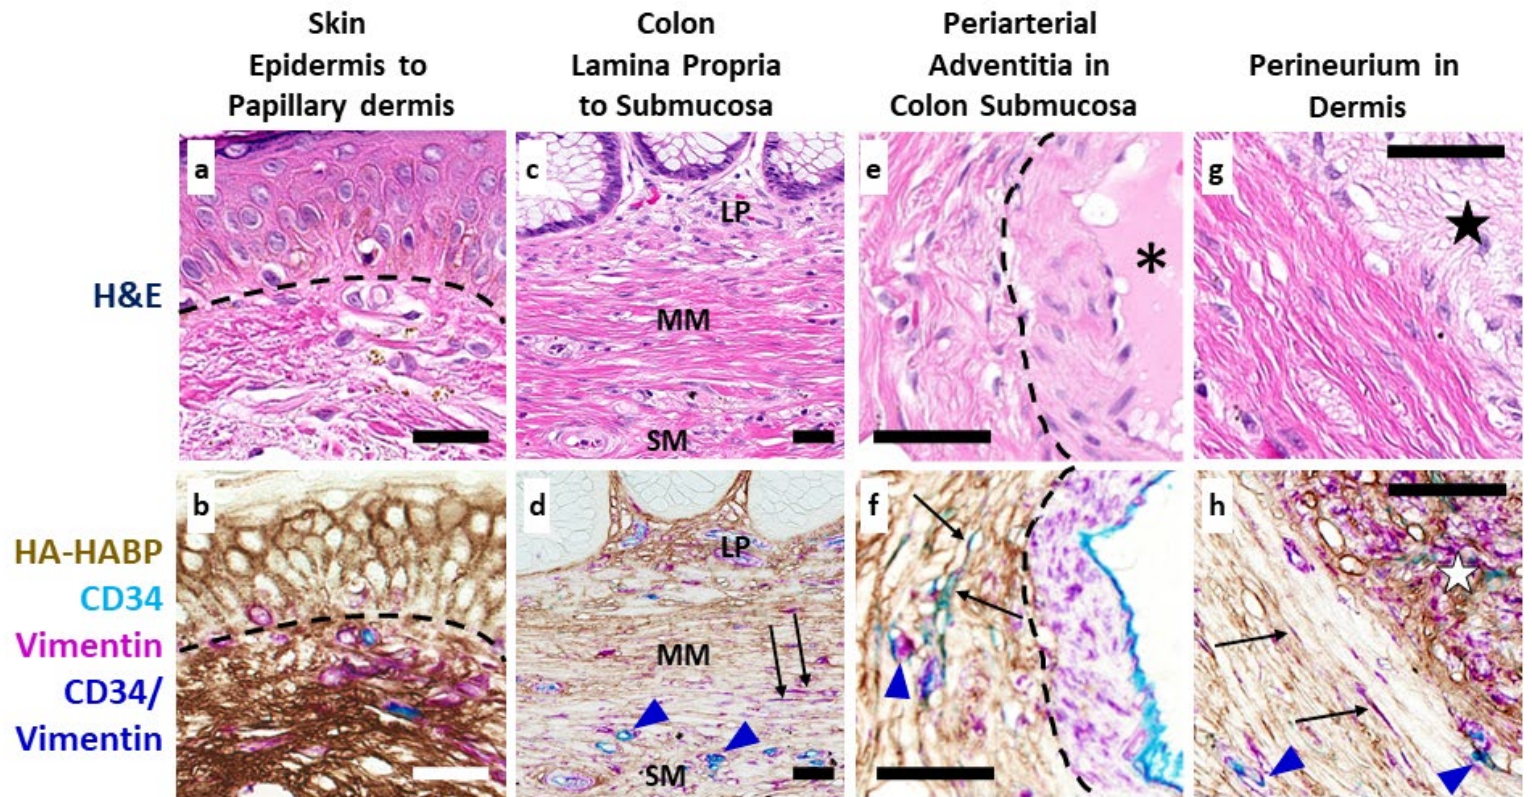 Skin
Epidermis to
Papillary dermis
Colon
Lamina Propria
to Submucosa
Periarterial
Adventitia in
Colon Submucosa
Perineurium in
Dermis
H&E
a
c
LP
MM
SM
e
*
g
HA-HABP
CD34
Vimentin
CD34/
Vimentin
b
d
LP
MM
SM
f
h